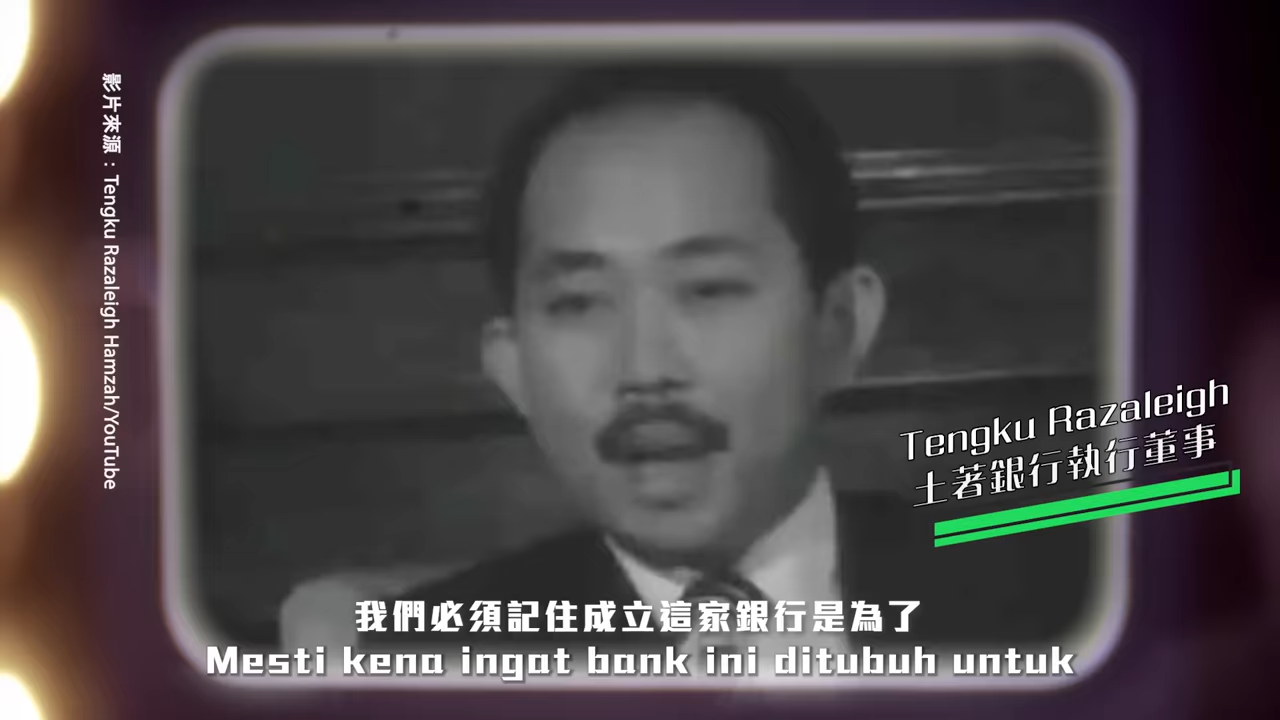 影片來源：Tengku Razaleigh Hamzah/YouTube
Tengku Razaleigh
土著銀行執行董事
我們必須記住成立這家銀行是為了
Mesti kena ingat bank ini ditubuh untuk